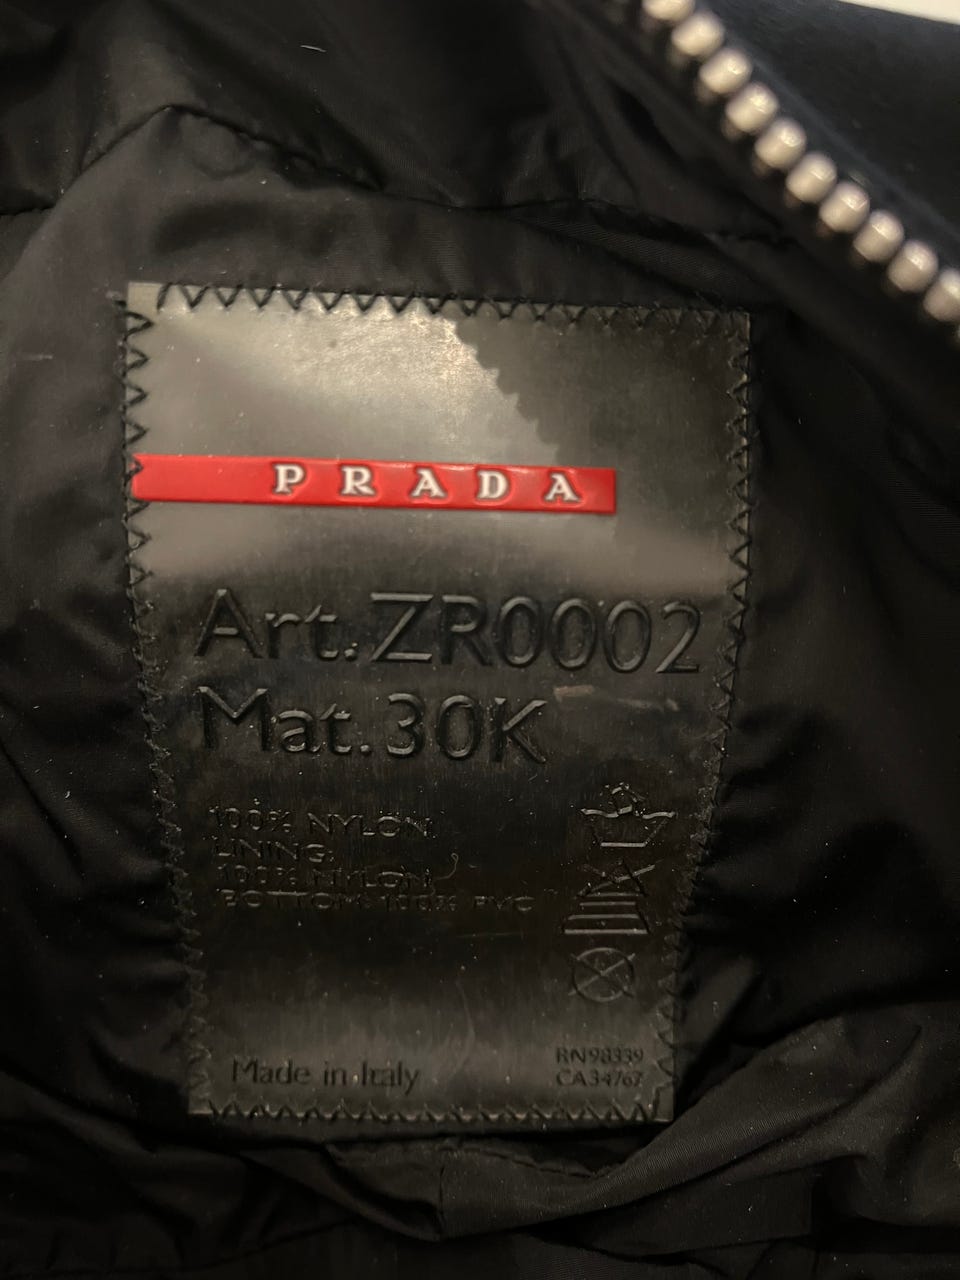 PRADA
Art. ZR0002
Mat. 30K
100% NYLON
LINING:
100% NYLON
BOTTOM: 100% PVC
Made in Italy
RN98339
CA34767